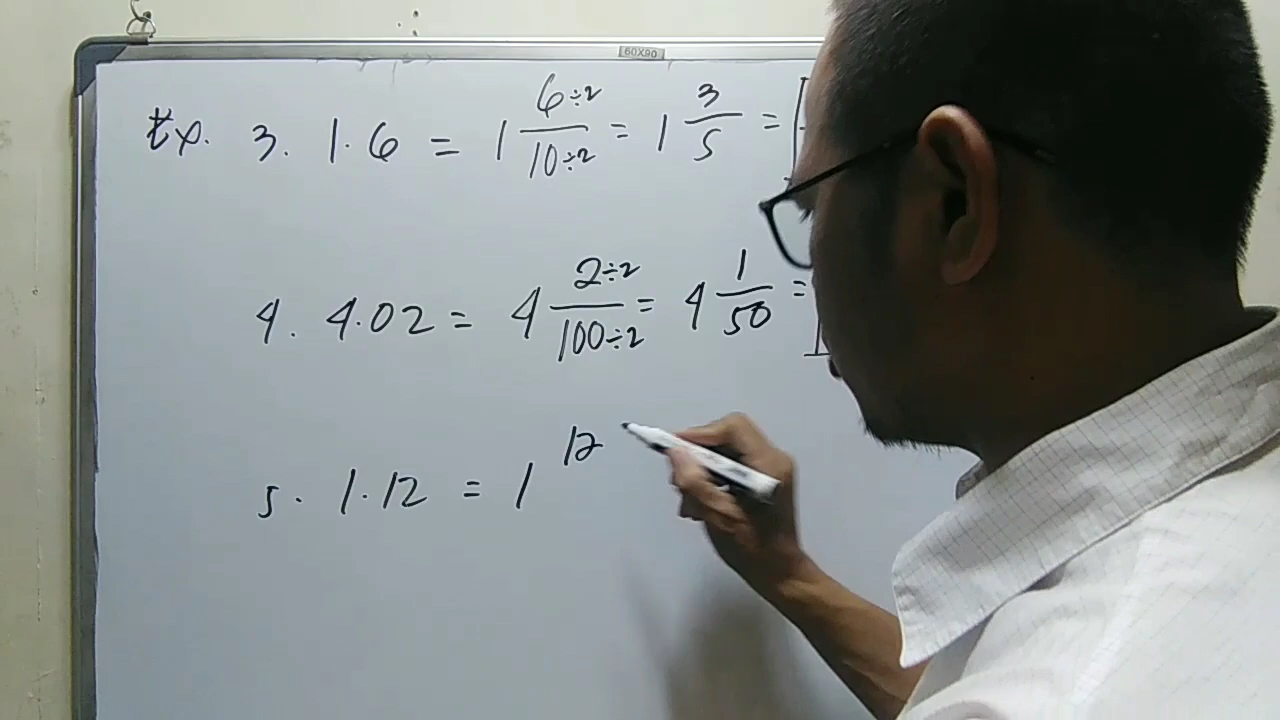 60X90
Ex. 3. 1.6 = 1 6÷2/10÷2 = 1 3/5 =
4. 4.02 = 4 2÷2/100÷2 = 4 1/50 =
5. 1.12 = 1 12